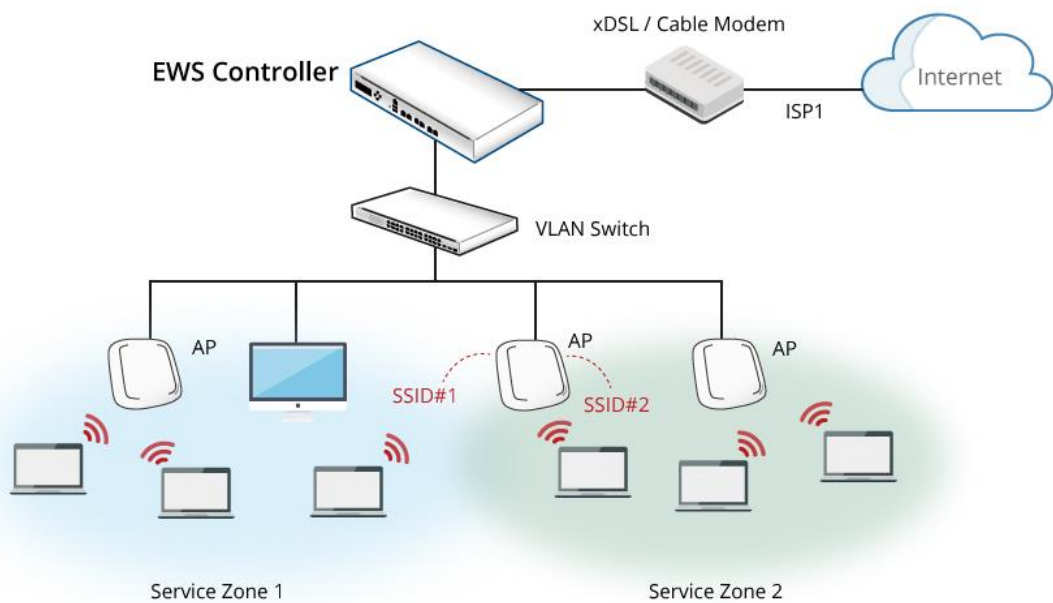 xDSL / Cable Modem
EWS Controller
Internet
ISP1
VLAN Switch
AP
AP
AP
SSID#1
SSID#2
Service Zone 1
Service Zone 2